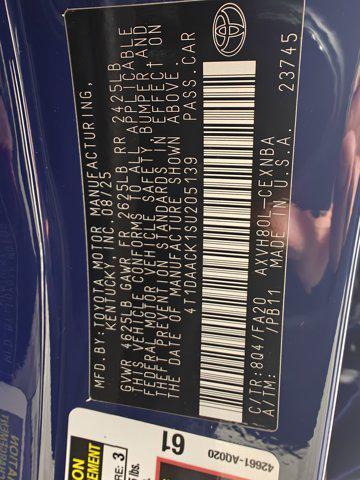 MFD.BY:TOYOTA MOTOR MANUFACTURING,
KENTUCKY, INC. 08/25
GVWR 4625LB GAWR FR 2625LB RR 2425LB
THIS VEHICLE CONFORMS TO ALL APPLICABLE
FEDERAL MOTOR VEHICLE SAFETY, BUMPER, AND
THEFT PREVENTION STANDARDS IN EFFECT ON
THE DATE OF MANUFACTURE SHOWN ABOVE.
4T1DAACK1SU205139 PASS.CAR
C/TR:8Q4/FA20 AXVH80L-CEXNBA
A/TM: /PB11 MADE IN U.S.A. 23745
61
42661-AQ020